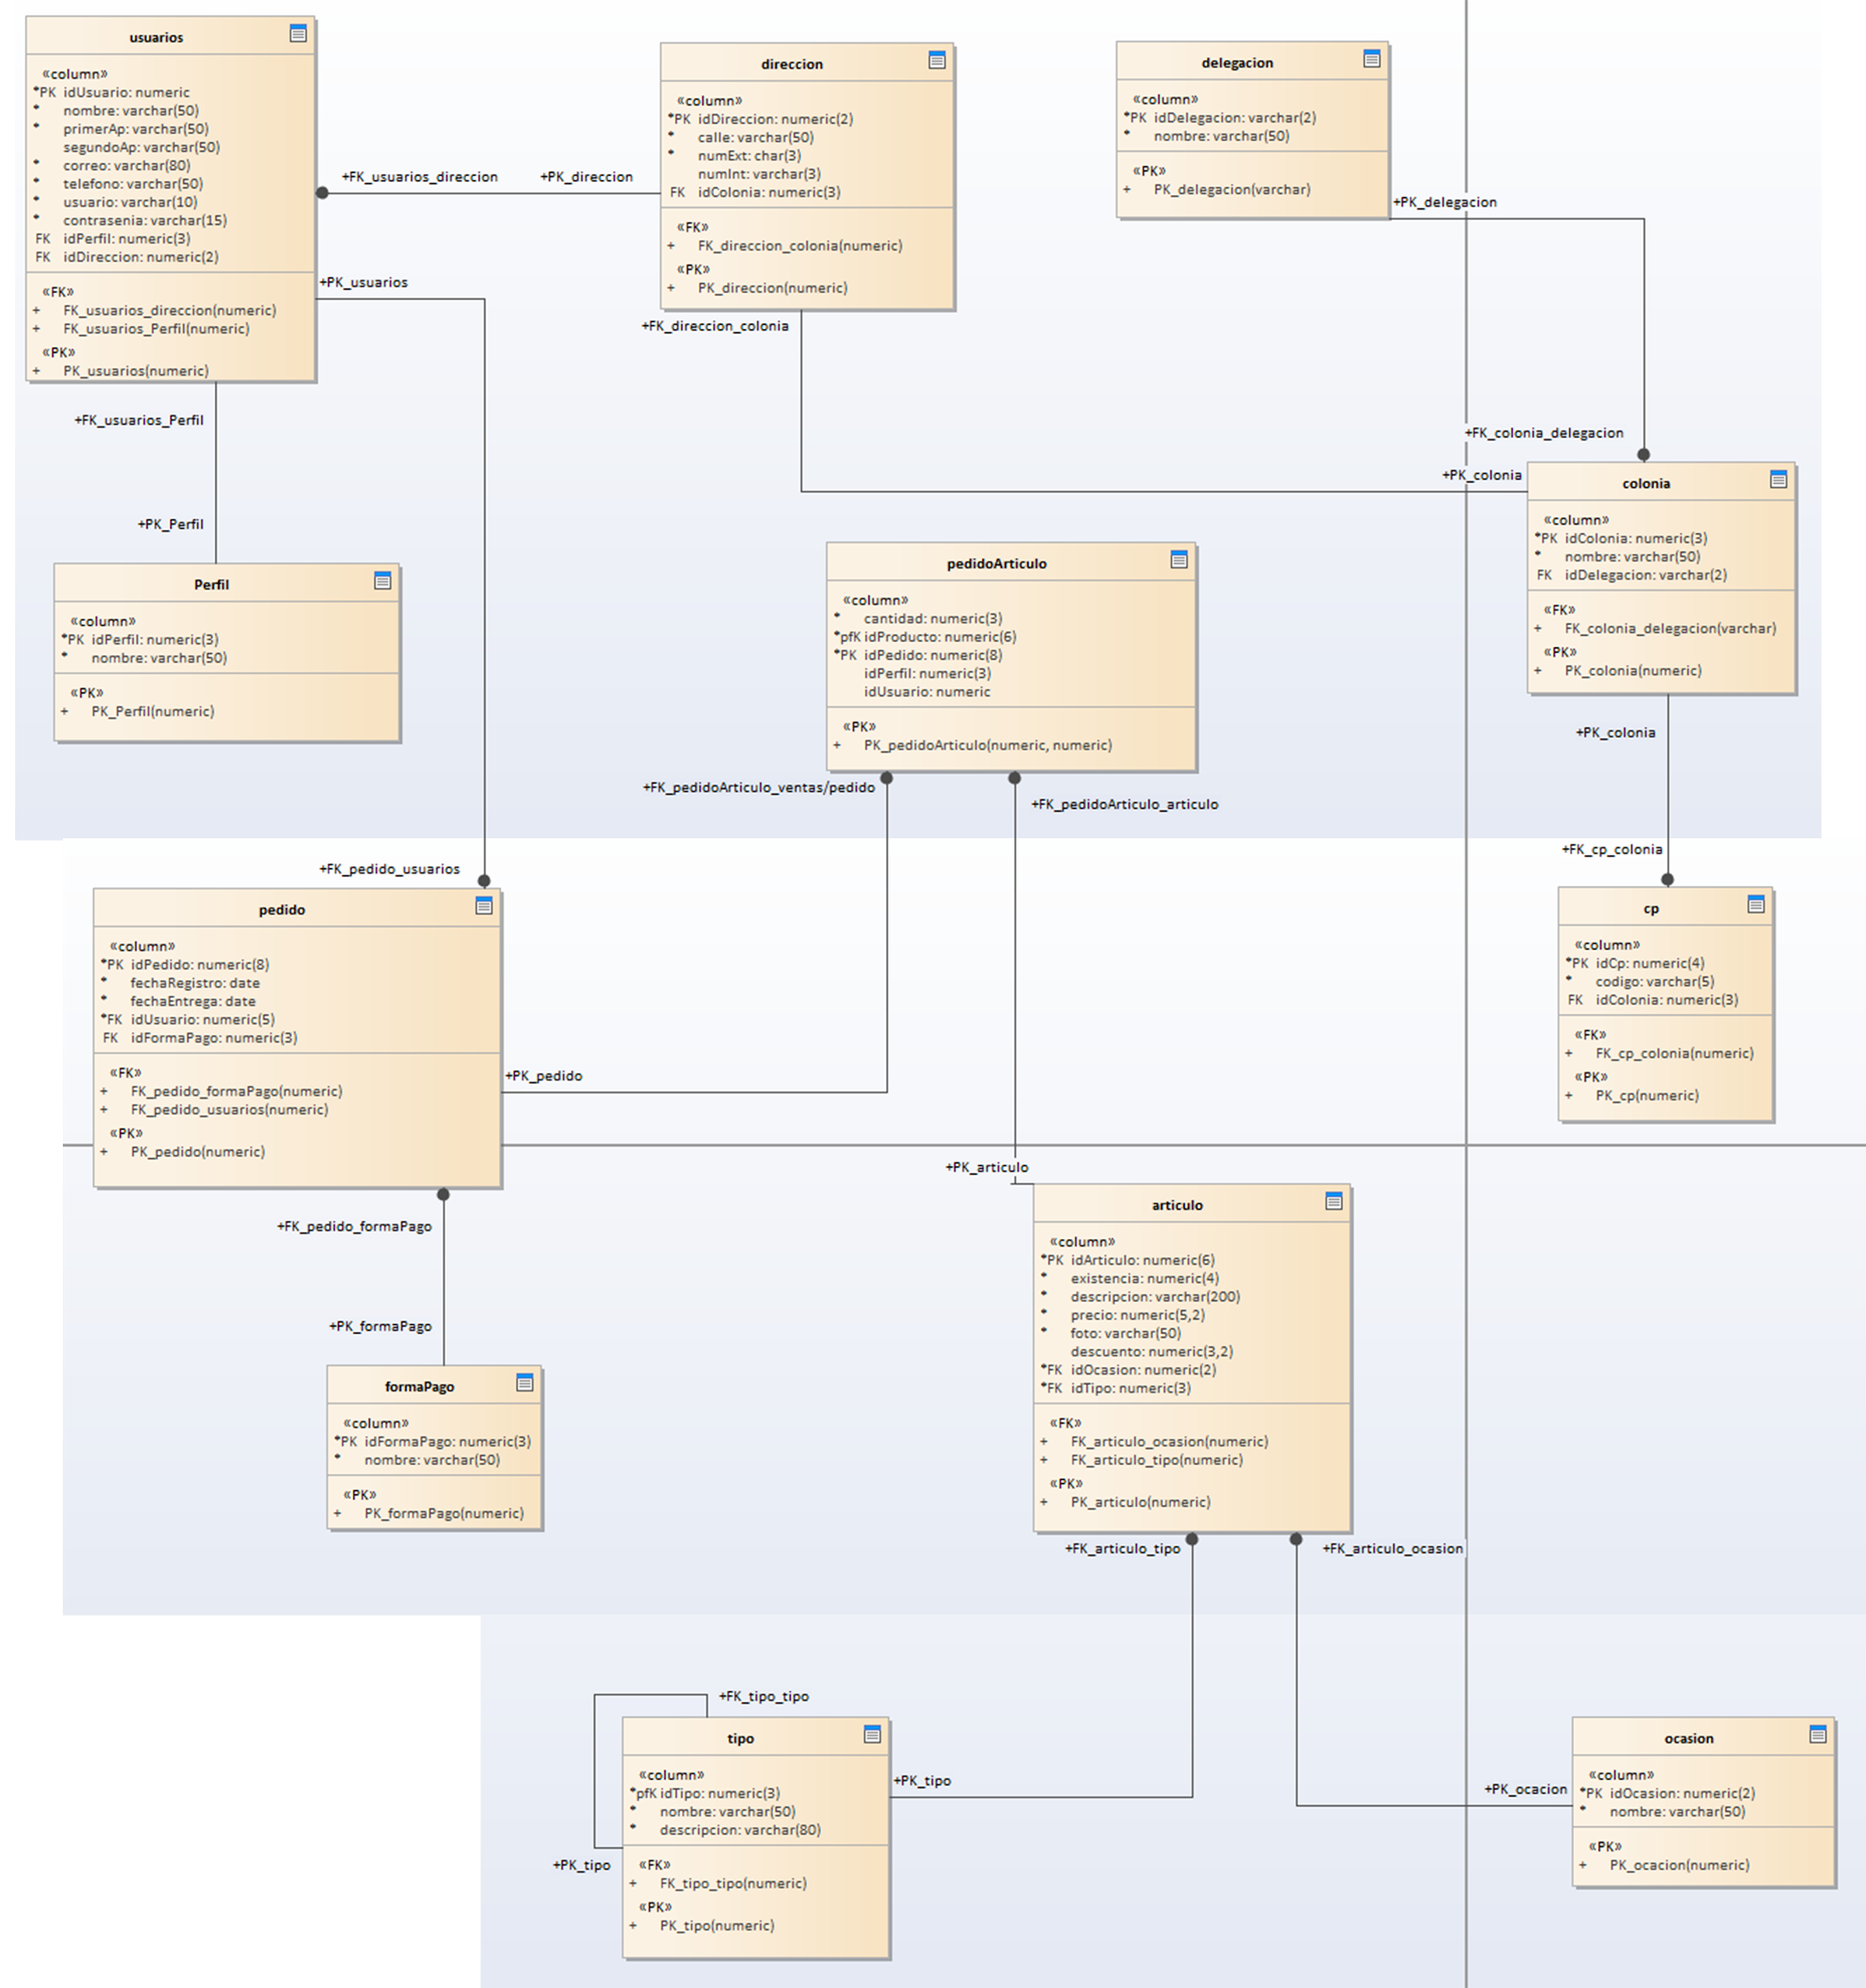 usuarios
«column»
*PK idUsuario: numeric
* nombre: varchar(50)
* primerAp: varchar(50)
segundoAp: varchar(50)
* correo: varchar(80)
* telefono: varchar(50)
* usuario: varchar(10)
* contrasenia: varchar(15)
FK idPerfil: numeric(3)
FK idDireccion: numeric(2)
«FK»
+ FK_usuarios_direccion(numeric)
+ FK_usuarios_Perfil(numeric)
«PK»
+ PK_usuarios(numeric)
+FK_usuarios_direccion
+PK_direccion
direccion
«column»
*PK idDireccion: numeric(2)
* calle: varchar(50)
* numExt: char(3)
numInt: varchar(3)
FK idColonia: numeric(3)
«FK»
+ FK_direccion_colonia(numeric)
«PK»
+ PK_direccion(numeric)
delegacion
«column»
*PK idDelegacion: varchar(2)
* nombre: varchar(50)
«PK»
+ PK_delegacion(varchar)
+PK_delegacion
+PK_usuarios
+FK_direccion_colonia
+FK_usuarios_Perfil
+PK_Perfil
+FK_colonia_delegacion
+PK_colonia
colonia
«column»
*PK idColonia: numeric(3)
* nombre: varchar(50)
FK idDelegacion: varchar(2)
«FK»
+ FK_colonia_delegacion(varchar)
«PK»
+ PK_colonia(numeric)
Perfil
«column»
*PK idPerfil: numeric(3)
* nombre: varchar(50)
«PK»
+ PK_Perfil(numeric)
pedidoArticulo
«column»
* cantidad: numeric(3)
*pfK idProducto: numeric(6)
*PK idPedido: numeric(8)
idPerfil: numeric(3)
idUsuario: numeric
«PK»
+ PK_pedidoArticulo(numeric, numeric)
+PK_colonia
+FK_pedidoArticulo_ventas/pedido
+FK_pedidoArticulo_articulo
+FK_cp_colonia
+FK_pedido_usuarios
pedido
«column»
*PK idPedido: numeric(8)
* fechaRegistro: date
* fechaEntrega: date
*FK idUsuario: numeric(5)
FK idFormaPago: numeric(3)
«FK»
+ FK_pedido_formaPago(numeric)
+ FK_pedido_usuarios(numeric)
«PK»
+ PK_pedido(numeric)
+PK_pedido
cp
«column»
*PK idCp: numeric(4)
* codigo: varchar(5)
FK idColonia: numeric(3)
«FK»
+ FK_cp_colonia(numeric)
«PK»
+ PK_cp(numeric)
+PK_articulo
+FK_pedido_formaPago
+PK_formaPago
articulo
«column»
*PK idArticulo: numeric(6)
* existencia: numeric(4)
* descripcion: varchar(200)
* precio: numeric(5,2)
* foto: varchar(50)
descuento: numeric(3,2)
*FK idOcasion: numeric(2)
*FK idTipo: numeric(3)
«FK»
+ FK_articulo_ocasion(numeric)
+ FK_articulo_tipo(numeric)
«PK»
+ PK_articulo(numeric)
formaPago
«column»
*PK idFormaPago: numeric(3)
* nombre: varchar(50)
«PK»
+ PK_formaPago(numeric)
+FK_articulo_tipo
+FK_articulo_ocasion
+FK_tipo_tipo
tipo
«column»
*pfK idTipo: numeric(3)
* nombre: varchar(50)
* descripcion: varchar(80)
«FK»
+ FK_tipo_tipo(numeric)
«PK»
+ PK_tipo(numeric)
+PK_tipo
+PK_tipo
+PK_ocacion
ocasion
«column»
*PK idOcasion: numeric(2)
* nombre: varchar(50)
«PK»
+ PK_ocacion(numeric)